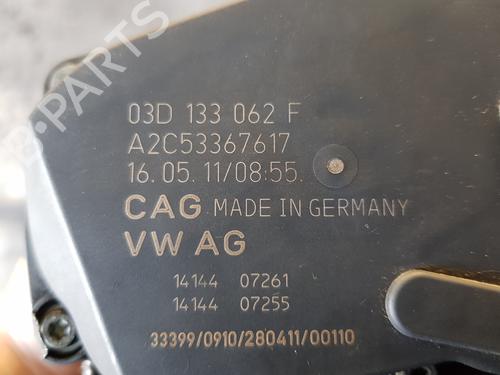 03D 133 062 F
A2C53367617
16.05.11/08:55.
CAG MADE IN GERMANY
VW AG
14144 07261
14144 07255
33399/0910/280411/00110